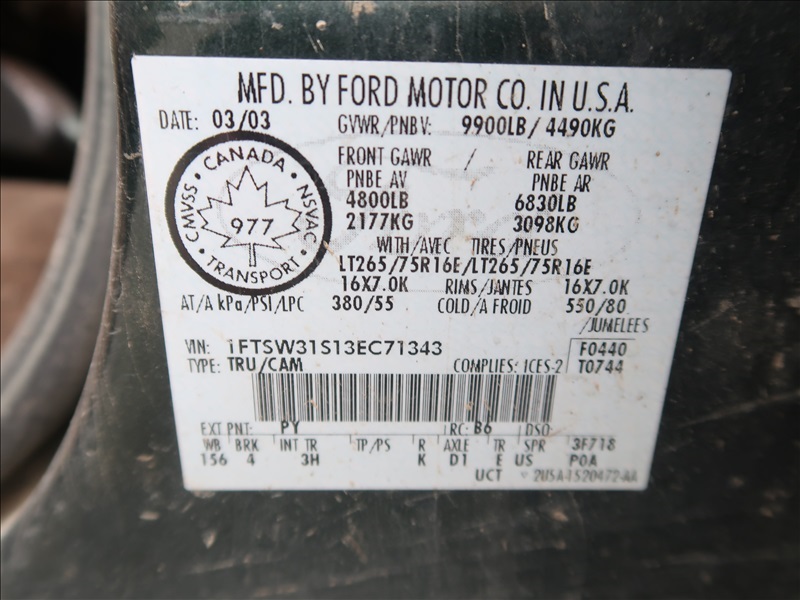 MFD. BY FORD MOTOR CO. IN U.S.A.
DATE: 03/03 GVWR/PNBV: 9900LB/ 4490KG
FRONT GAWR / REAR GAWR
PNBE AV PNBE AR
4800LB 6830LB
2177KG 3098KG
WITH/AVEC TIRES/PNEUS
LT265/75R16E/LT265/75R16E
16X7.0K RIMS/JANTES 16X7.0K
AT/A kPa/PSI/LPC 380/55 COLD/A FROID 550/80
/JUMELEES
CANADA
CMVSS NSVAC
977
TRANSPORT
VIN: 1FTSW31S13EC71343 F0440
TYPE: TRU/CAM COMPLIES: ICES-2 T0744
EXT PNT: PY RC: B6 DSO:
WB BRK INT TR TP/PS R AXLE TR SPR 3F718
156 4 3H K D1 E US POA
UCT 2U5A-1520472-AA